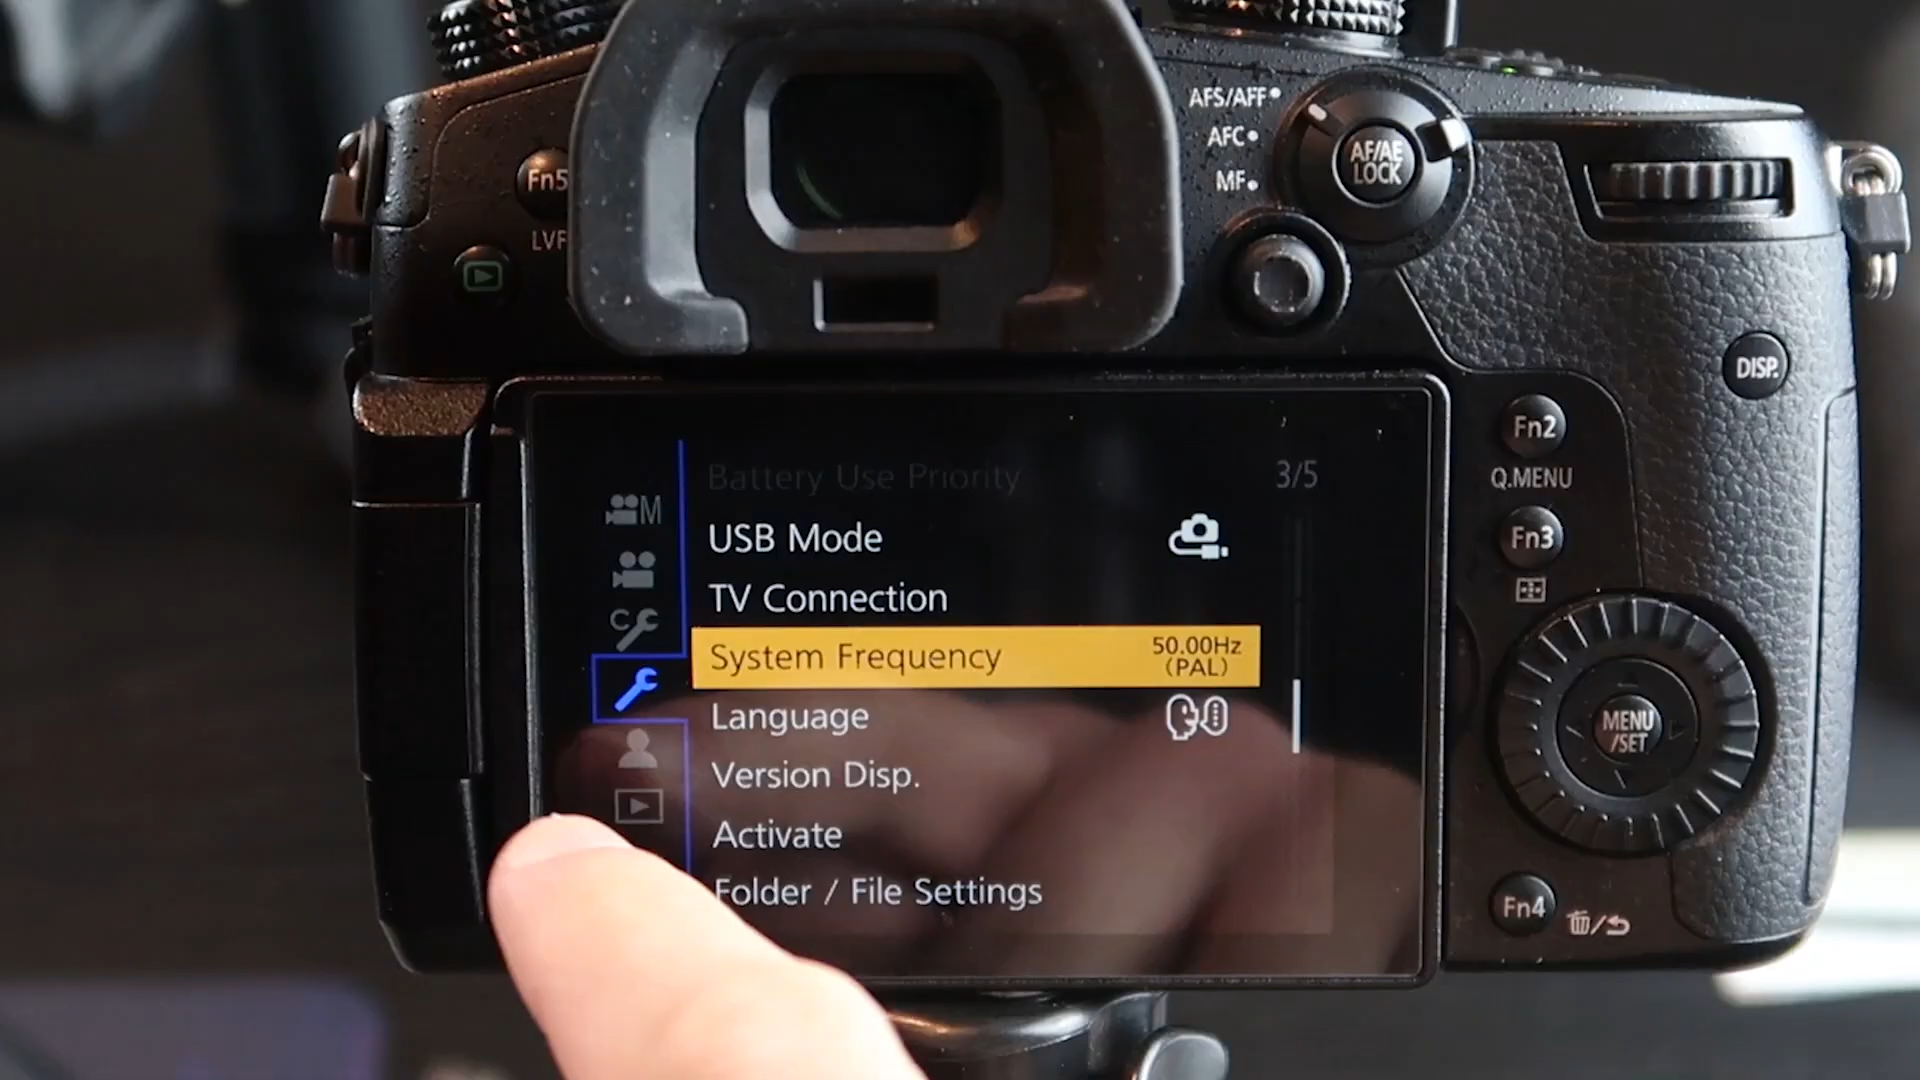 AFS/AFF
AFC
MF
AF/AE
LOCK
Fn5
LVF
DISP.
Fn2
Q.MENU
Fn3
Battery Use Priority
3/5
M
USB Mode
TV Connection
C
System Frequency
50.00Hz
(PAL)
Language
Version Disp.
Activate
Folder / File Settings
MENU
/SET
Fn4